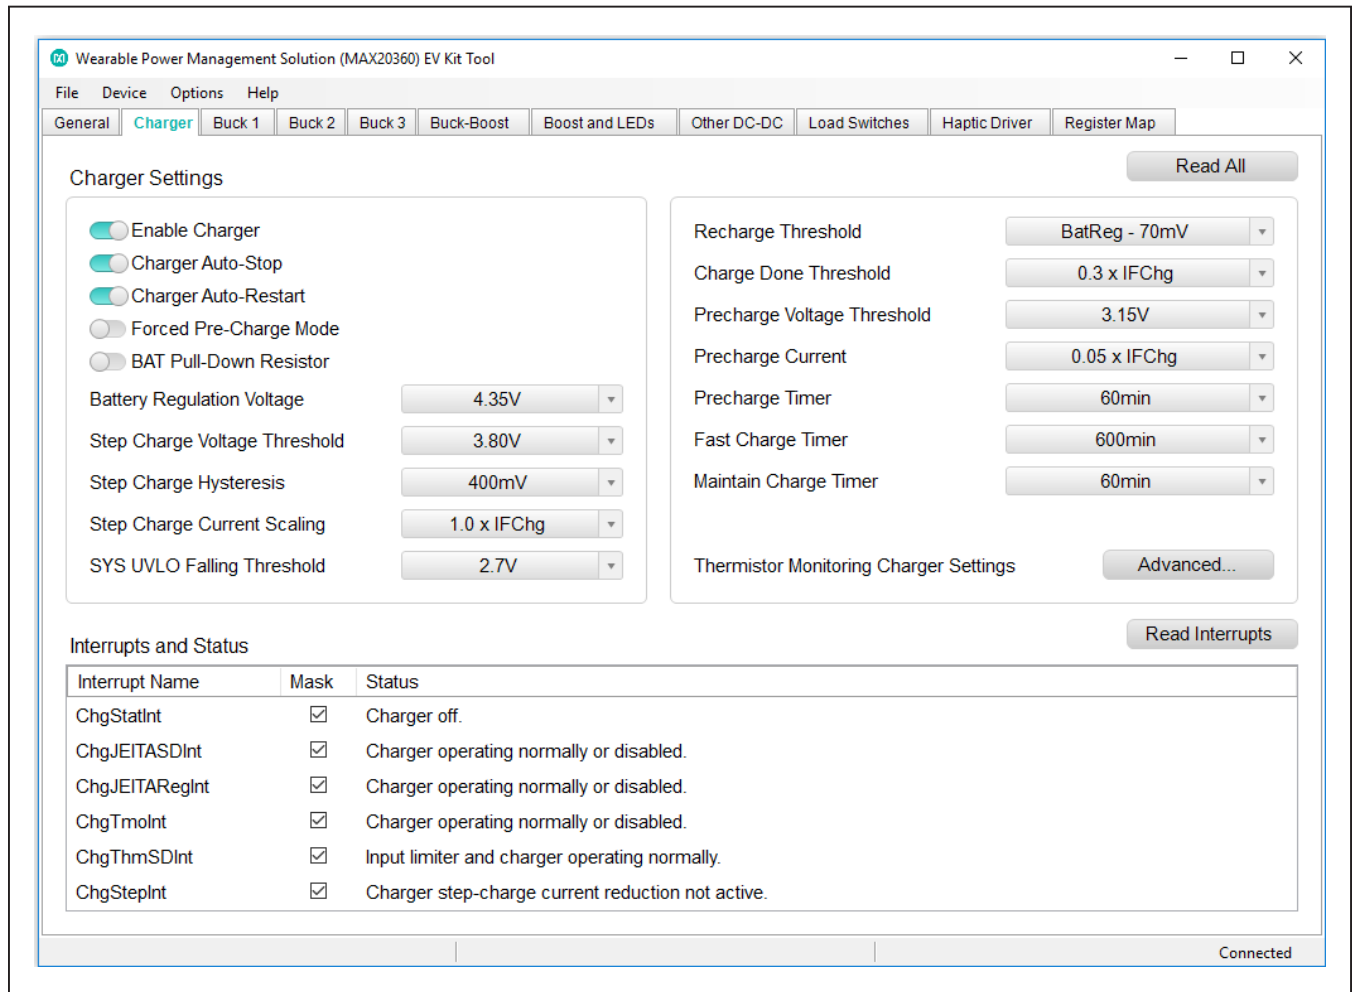 Wearable Power Management Solution (MAX20360) EV Kit Tool
File Device Options Help
General Charger Buck 1 Buck 2 Buck 3 Buck-Boost Boost and LEDs Other DC-DC Load Switches Haptic Driver Register Map
Read All
Charger Settings
Enable Charger
Charger Auto-Stop
Charger Auto-Restart
Forced Pre-Charge Mode
BAT Pull-Down Resistor
Battery Regulation Voltage 4.35V
Step Charge Voltage Threshold 3.80V
Step Charge Hysteresis 400mV
Step Charge Current Scaling 1.0 x IFChg
SYS UVLO Falling Threshold 2.7V
Recharge Threshold BatReg - 70mV
Charge Done Threshold 0.3 x IFChg
Precharge Voltage Threshold 3.15V
Precharge Current 0.05 x IFChg
Precharge Timer 60min
Fast Charge Timer 600min
Maintain Charge Timer 60min
Thermistor Monitoring Charger Settings Advanced...
Read Interrupts
Interrupts and Status
Interrupt Name Mask Status
ChgStatInt Charger off.
ChgJEITASDInt Charger operating normally or disabled.
ChgJEITARegInt Charger operating normally or disabled.
ChgTmoInt Charger operating normally or disabled.
ChgThmSDInt Input limiter and charger operating normally.
ChgStepInt Charger step-charge current reduction not active.
Connected